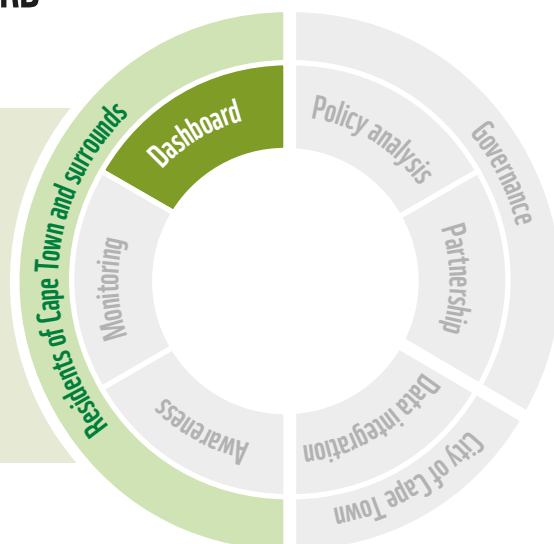 Dashboard
Policy analysis
Partnership
Data integration
Awareness
Monitoring
Residents of Cape Town and surrounds
Governance
City of Cape Town